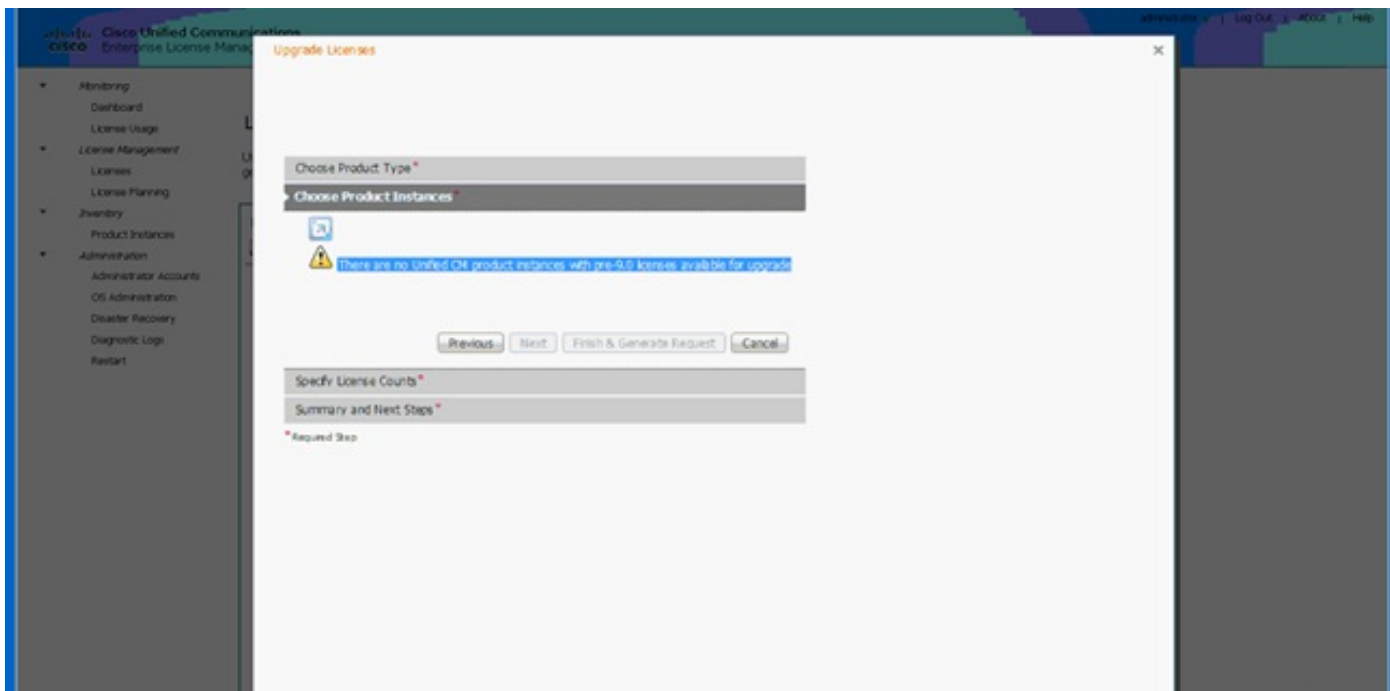 administrator | Log Out | About | Help
Cisco Unified Communications
cisco Enterprise License Manag
Upgrade Licenses
Monitoring
Dashboard
License Usage
License Management
Licenses
License Planning
Inventory
Product Instances
Administration
Administrator Accounts
OS Administration
Disaster Recovery
Diagnostic Logs
Restart
Choose Product Type*
Choose Product Instances*
There are no Unified CM product instances with pre-9.0 licenses available for upgrade
Previous Next Finish & Generate Request Cancel
Specify License Counts*
Summary and Next Steps*
*Required Step